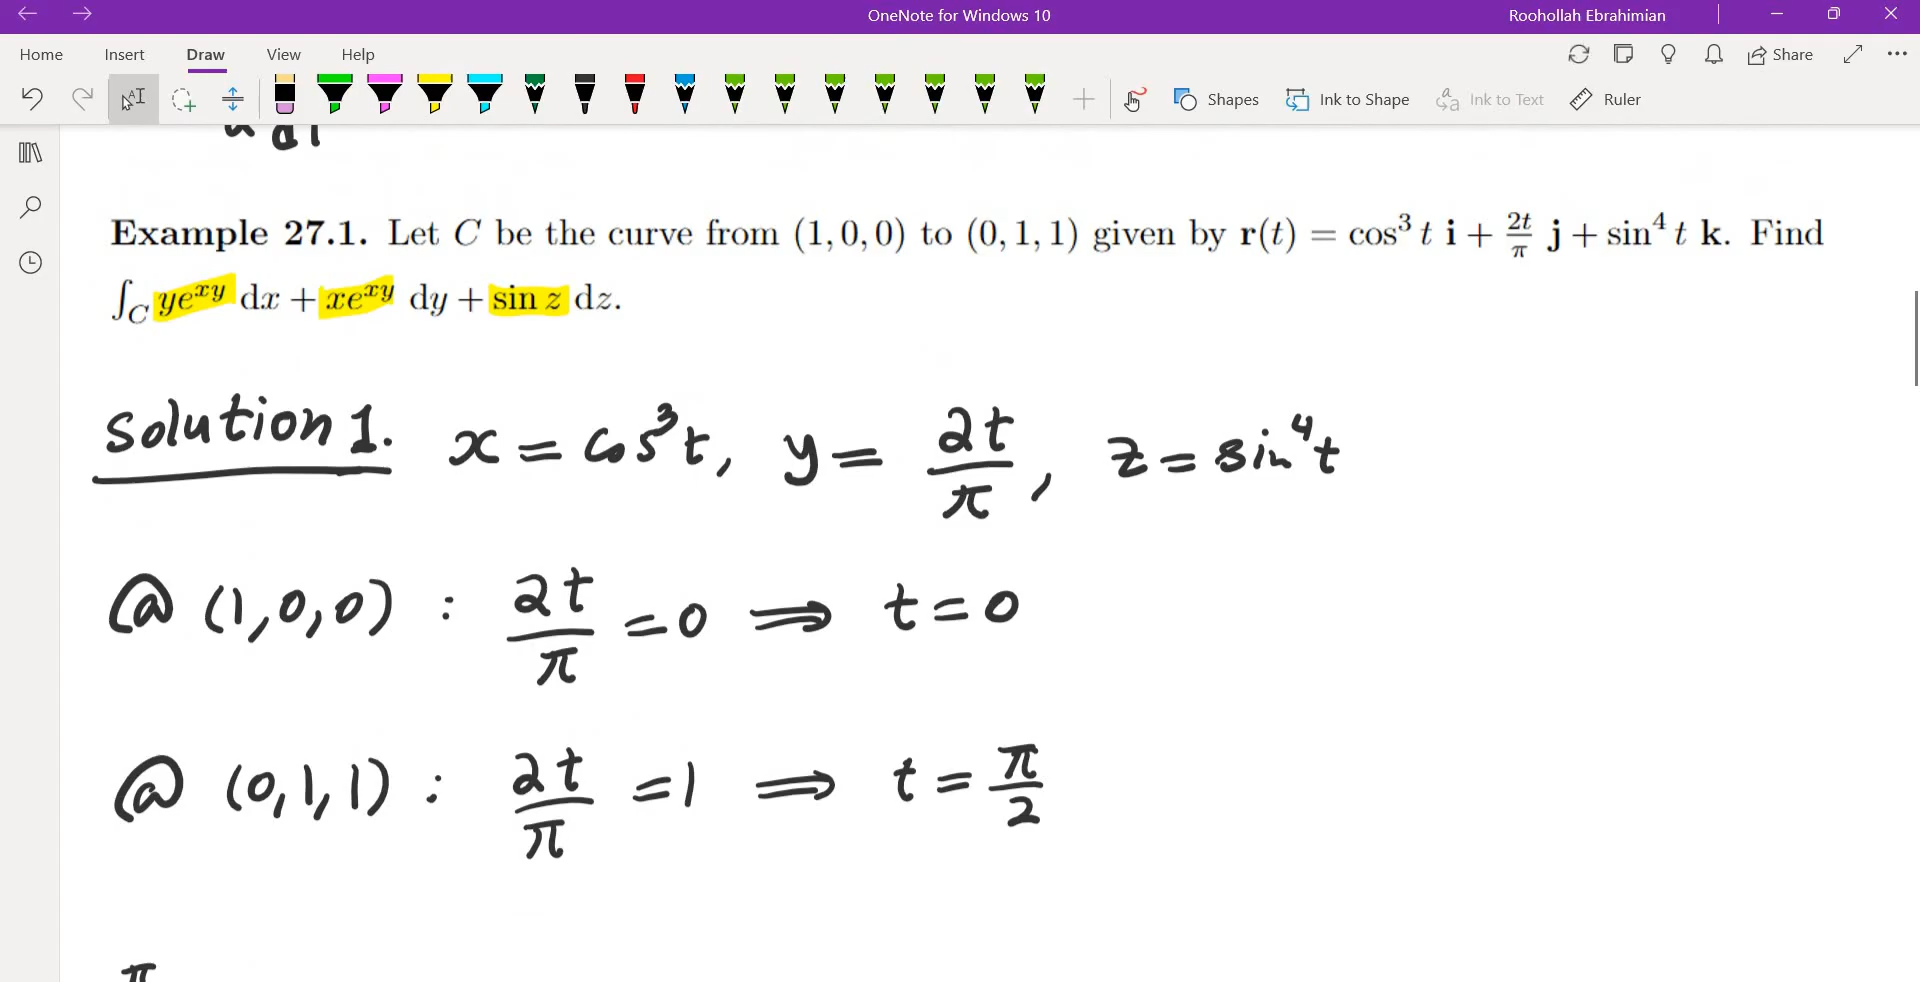 OneNote for Windows 10
Roohollah Ebrahimian
Home Insert Draw View Help
Share
Shapes Ink to Shape Ink to Text Ruler
Example 27.1. Let C be the curve from (1, 0, 0) to (0, 1, 1) given by r(t) = cos³ t i + 2t/π j + sin⁴ t k. Find
∫_C ye^{xy} dx + xe^{xy} dy + sin z dz.
Solution 1. x = cos³t, y = 2t/π, z = sin⁴t
@ (1,0,0) : 2t/π = 0 ⟹ t = 0
@ (0,1,1) : 2t/π = 1 ⟹ t = π/2
π